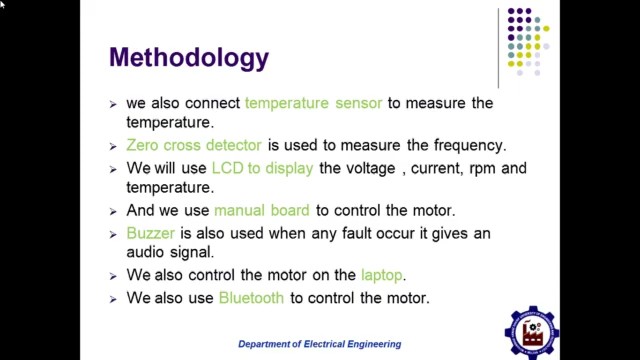 Methodology
we also connect temperature sensor to measure the
temperature.
Zero cross detector is used to measure the frequency.
We will use LCD to display the voltage , current, rpm and
temperature.
And we use manual board to control the motor.
Buzzer is also used when any fault occur it gives an
audio signal.
We also control the motor on the laptop.
We also use Bluetooth to control the motor.
Department of Electrical Engineering